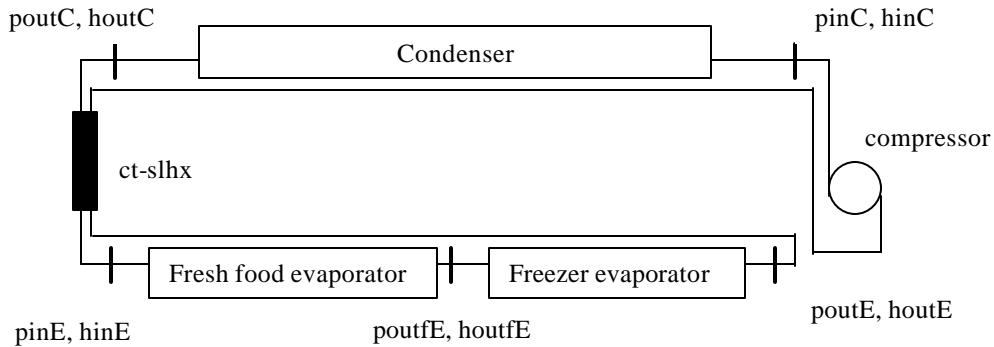 poutC, houtC
pinC, hinC
Condenser
compressor
ct-slhx
Fresh food evaporator
Freezer evaporator
poutE, houtE
pinE, hinE
poutfE, houtfE